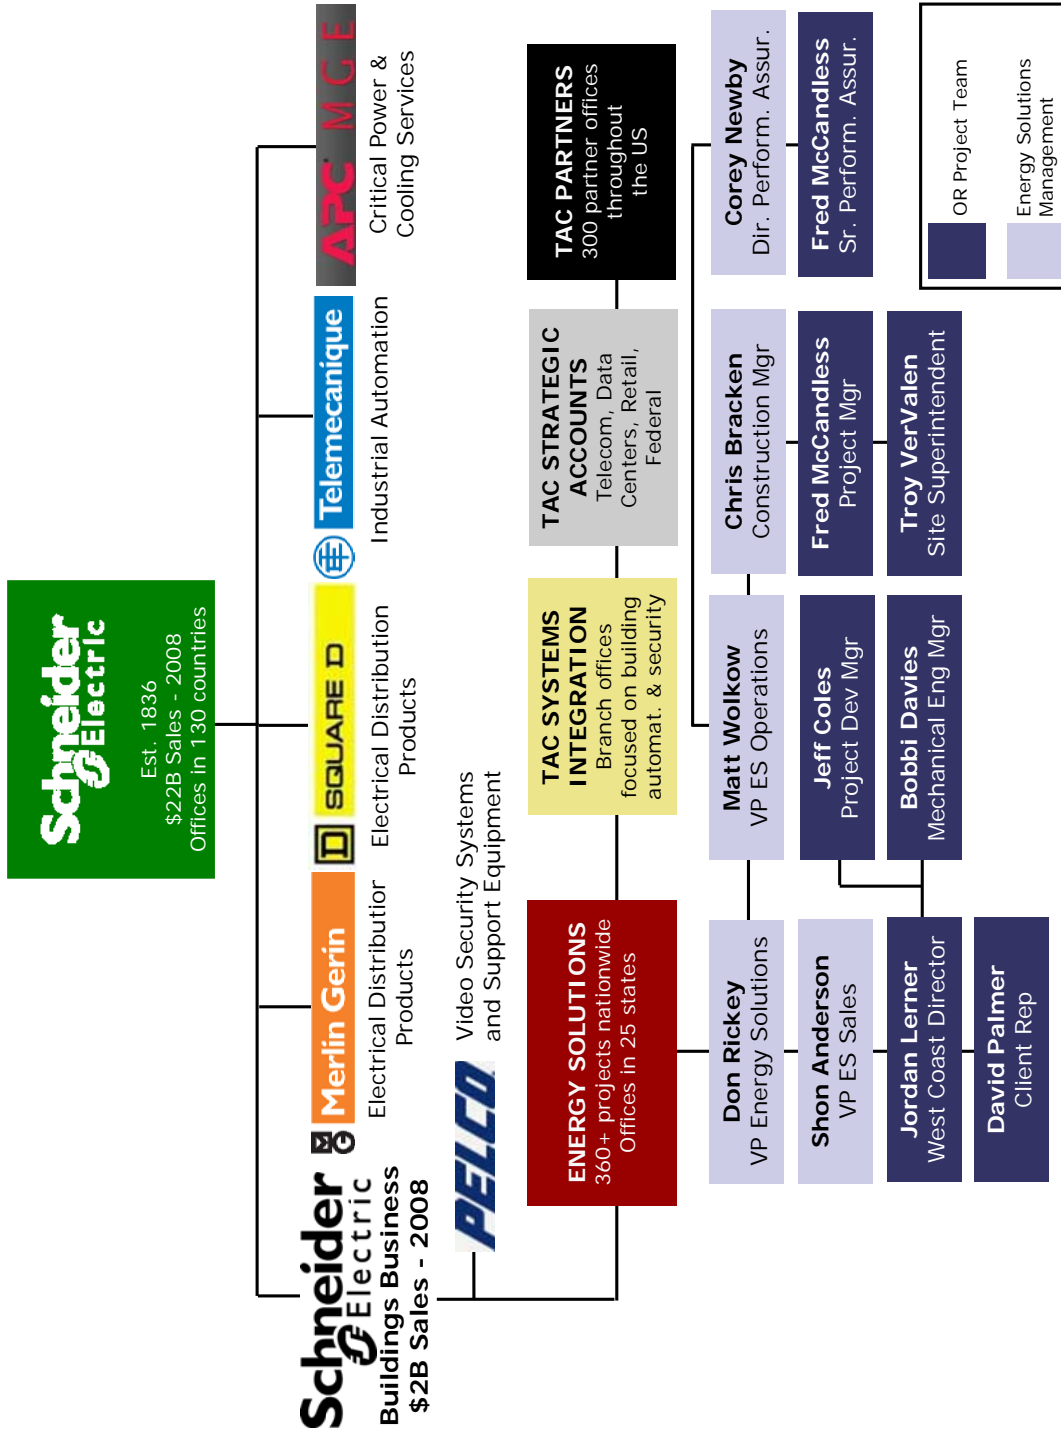 Schneider
Electric
Est. 1836
$22B Sales - 2008
Offices in 130 countries
Schneider
Electric
Buildings Business
$2B Sales - 2008
Merlin Gerin
Electrical Distribution
Products
SQUARE D
Electrical Distribution
Products
Telemecanique
Industrial Automation
APC MGE
Critical Power &
Cooling Services
PELCO
Video Security Systems
and Support Equipment
ENERGY SOLUTIONS
360+ projects nationwide
Offices in 25 states
TAC SYSTEMS
INTEGRATION
Branch offices
focused on building
automat. & security
TAC STRATEGIC
ACCOUNTS
Telecom, Data
Centers, Retail,
Federal
TAC PARTNERS
300 partner offices
throughout
the US
Don Rickey
VP Energy Solutions
Matt Wolkow
VP ES Operations
Chris Bracken
Construction Mgr
Corey Newby
Dir. Perform. Assur.
Shon Anderson
VP ES Sales
Jeff Coles
Project Dev Mgr
Fred McCandless
Project Mgr
Fred McCandless
Sr. Perform. Assur.
Jordan Lerner
West Coast Director
Bobbi Davies
Mechanical Eng Mgr
Troy VerValen
Site Superintendent
David Palmer
Client Rep
OR Project Team
Energy Solutions
Management